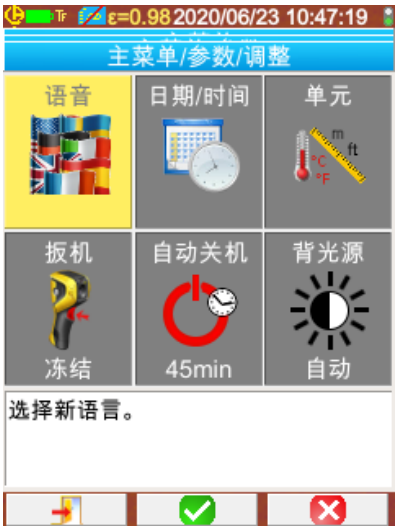 TF ε=0.98 2020/06/23 10:47:19
主菜单/参数/调整
语音 日期/时间 单元
m
ft
°C
°F
扳机 自动关机 背光源
冻结 45min 自动
选择新语言。